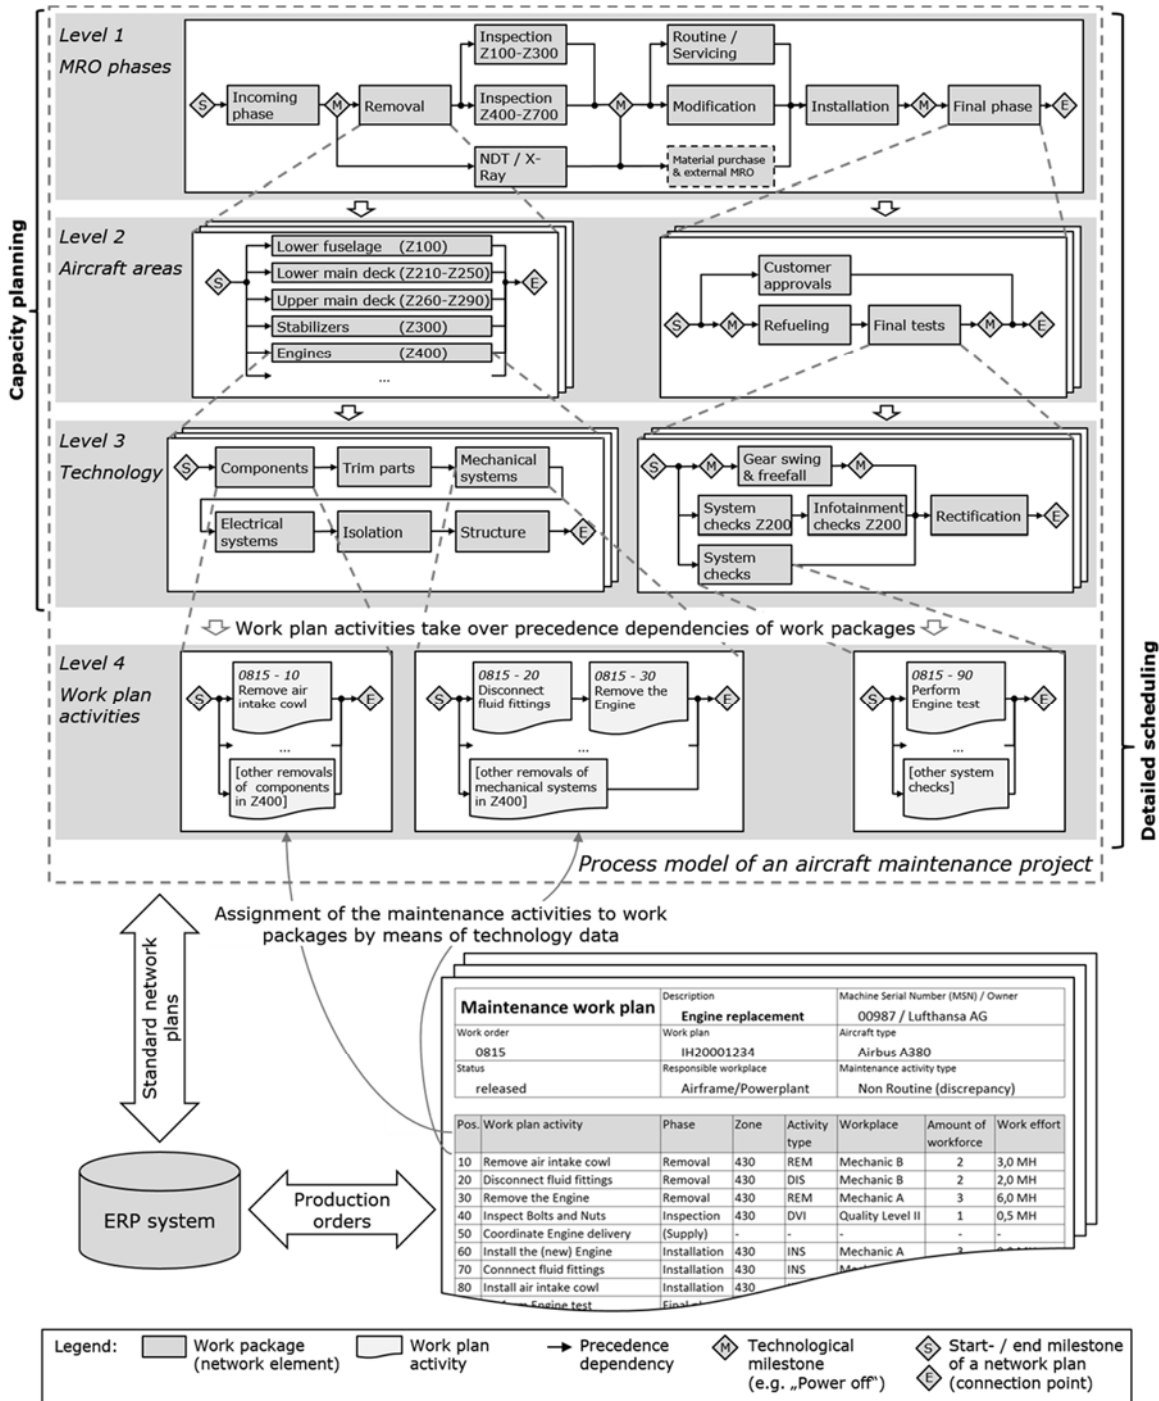 Level 1
MRO phases
Inspection
Z100-Z300
Routine /
Servicing
S
Incoming
phase
M
Removal
Inspection
Z400-Z700
M
Modification
Installation
M
Final phase
E
NDT / X-
Ray
Material purchase
& external MRO
Capacity planning
Level 2
Aircraft areas
Lower fuselage (Z100)
Lower main deck (Z210-Z250)
Upper main deck (Z260-Z290)
Stabilizers (Z300)
Engines (Z400)
...
S
E
Customer
approvals
S
M
Refueling
Final tests
M
E
Level 3
Technology
S
Components
Trim parts
Mechanical
systems
Electrical
systems
Isolation
Structure
E
S
M
Gear swing
& freefall
M
System
checks Z200
Infotainment
checks Z200
Rectification
E
System
checks
Work plan activities take over precedence dependencies of work packages
Level 4
Work plan
activities
S
0815 - 10
Remove air
intake cowl
E
...
[other removals
of components
in Z400]
S
0815 - 20
Disconnect
fluid fittings
0815 - 30
Remove the
Engine
E
...
[other removals of
mechanical systems
in Z400]
S
0815 - 90
Perform
Engine test
E
...
[other system
checks]
Detailed scheduling
Process model of an aircraft maintenance project
Assignment of the maintenance activities to work
packages by means of technology data
Standard network
plans
ERP system
Production
orders
Maintenance work plan
Description
Engine replacement
Machine Serial Number (MSN) / Owner
00987 / Lufthansa AG
Work order
0815
Work plan
IH20001234
Aircraft type
Airbus A380
Status
released
Responsible workplace
Airframe/Powerplant
Maintenance activity type
Non Routine (discrepancy)
Pos. Work plan activity Phase Zone Activity type Workplace Amount of workforce Work effort
10 Remove air intake cowl Removal 430 REM Mechanic B 2 3,0 MH
20 Disconnect fluid fittings Removal 430 DIS Mechanic B 2 2,0 MH
30 Remove the Engine Removal 430 REM Mechanic A 3 6,0 MH
40 Inspect Bolts and Nuts Inspection 430 DVI Quality Level II 1 0,5 MH
50 Coordinate Engine delivery (Supply) - - - - -
60 Install the (new) Engine Installation 430 INS Mechanic A 3
70 Connnect fluid fittings Installation 430 INS
80 Install air intake cowl Installation 430
Engine test
Legend:
Work package
(network element)
Work plan
activity
Precedence
dependency
M
Technological
milestone
(e.g. „Power off“)
S
E
Start- / end milestone
of a network plan
(connection point)